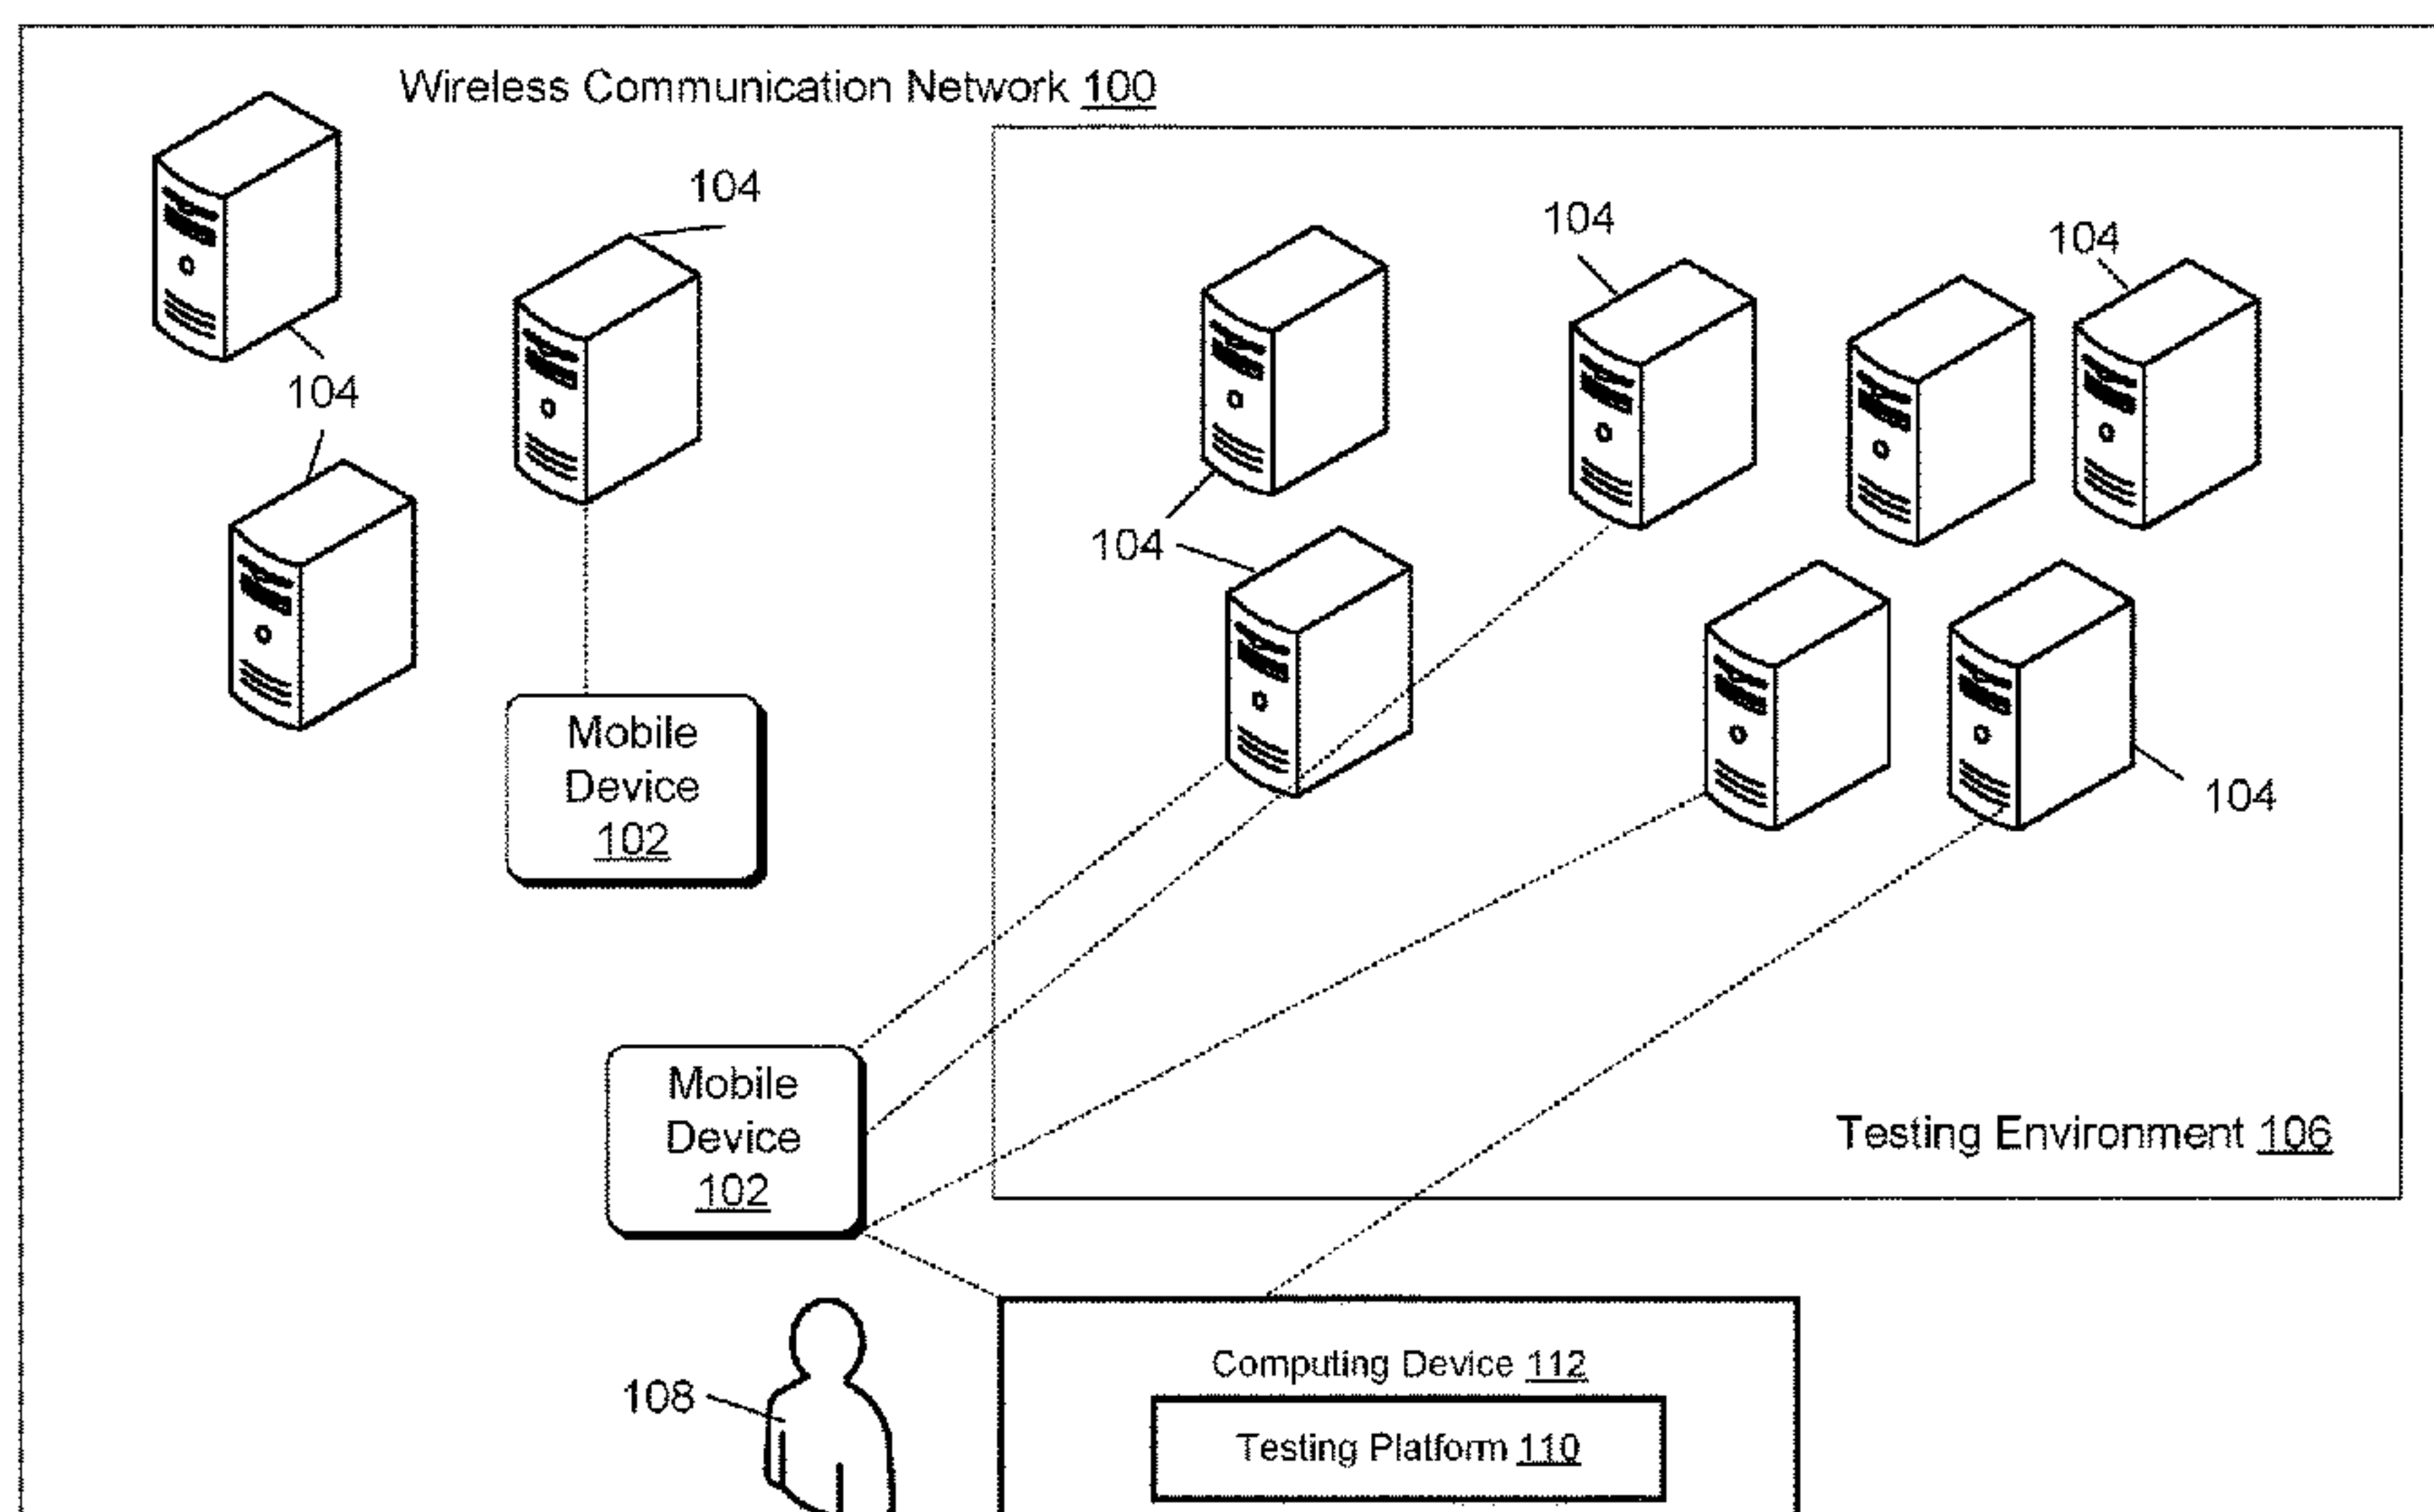 Wireless Communication Network 100
104
104
104
104
104
104
Mobile
Device
102
104
Mobile
Device
102
Testing Environment 106
108
Computing Device 112
Testing Platform 110